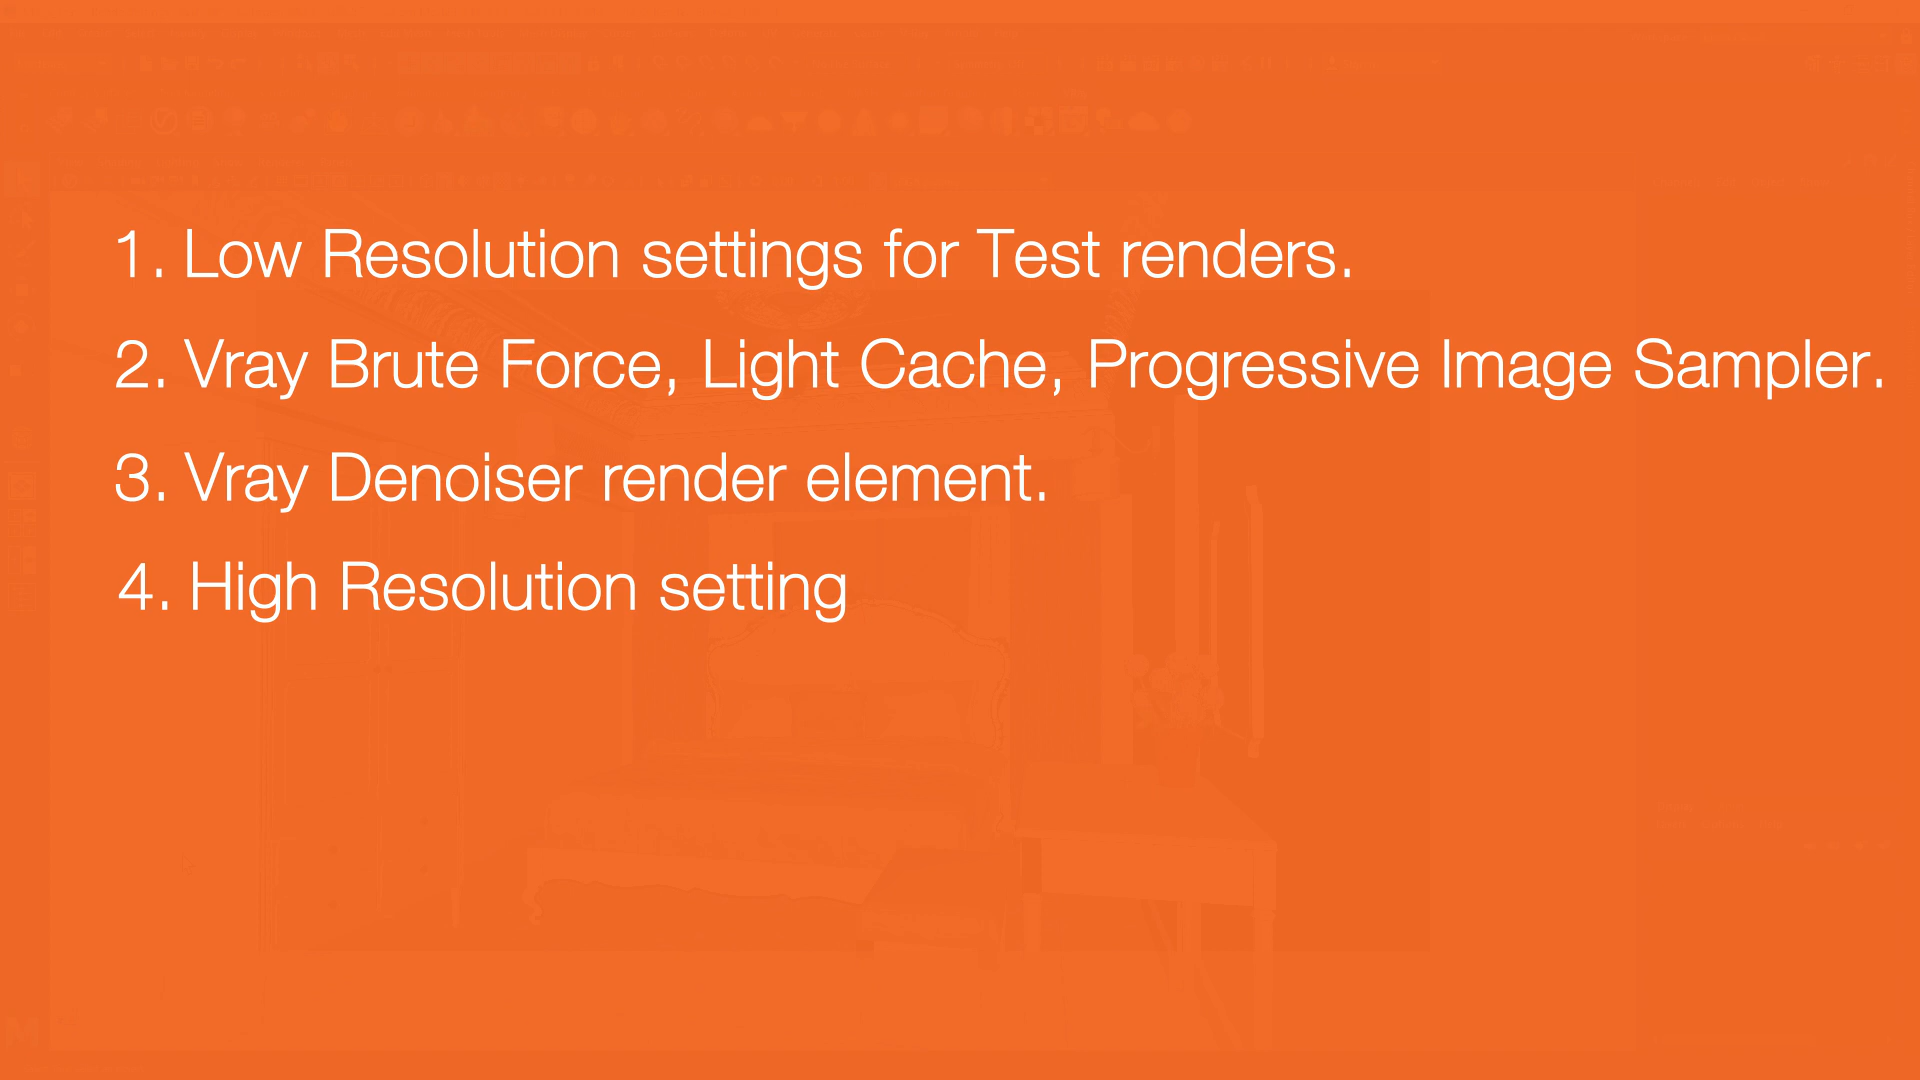 1. Low Resolution settings for Test renders.
2. Vray Brute Force, Light Cache, Progressive Image Sampler.
3. Vray Denoiser render element.
4. High Resolution setting